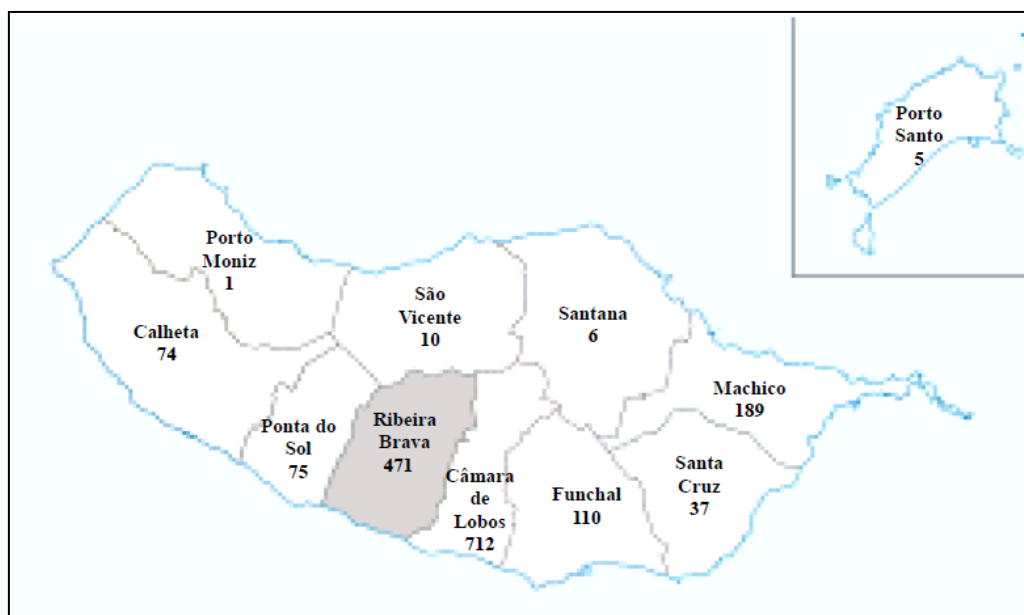 Porto
Santo
5
Porto
Moniz
1
São
Vicente
10
Santana
6
Calheta
74
Machico
189
Ponta do
Sol
75
Ribeira
Brava
471
Câmara
de
Lobos
712
Funchal
110
Santa
Cruz
37